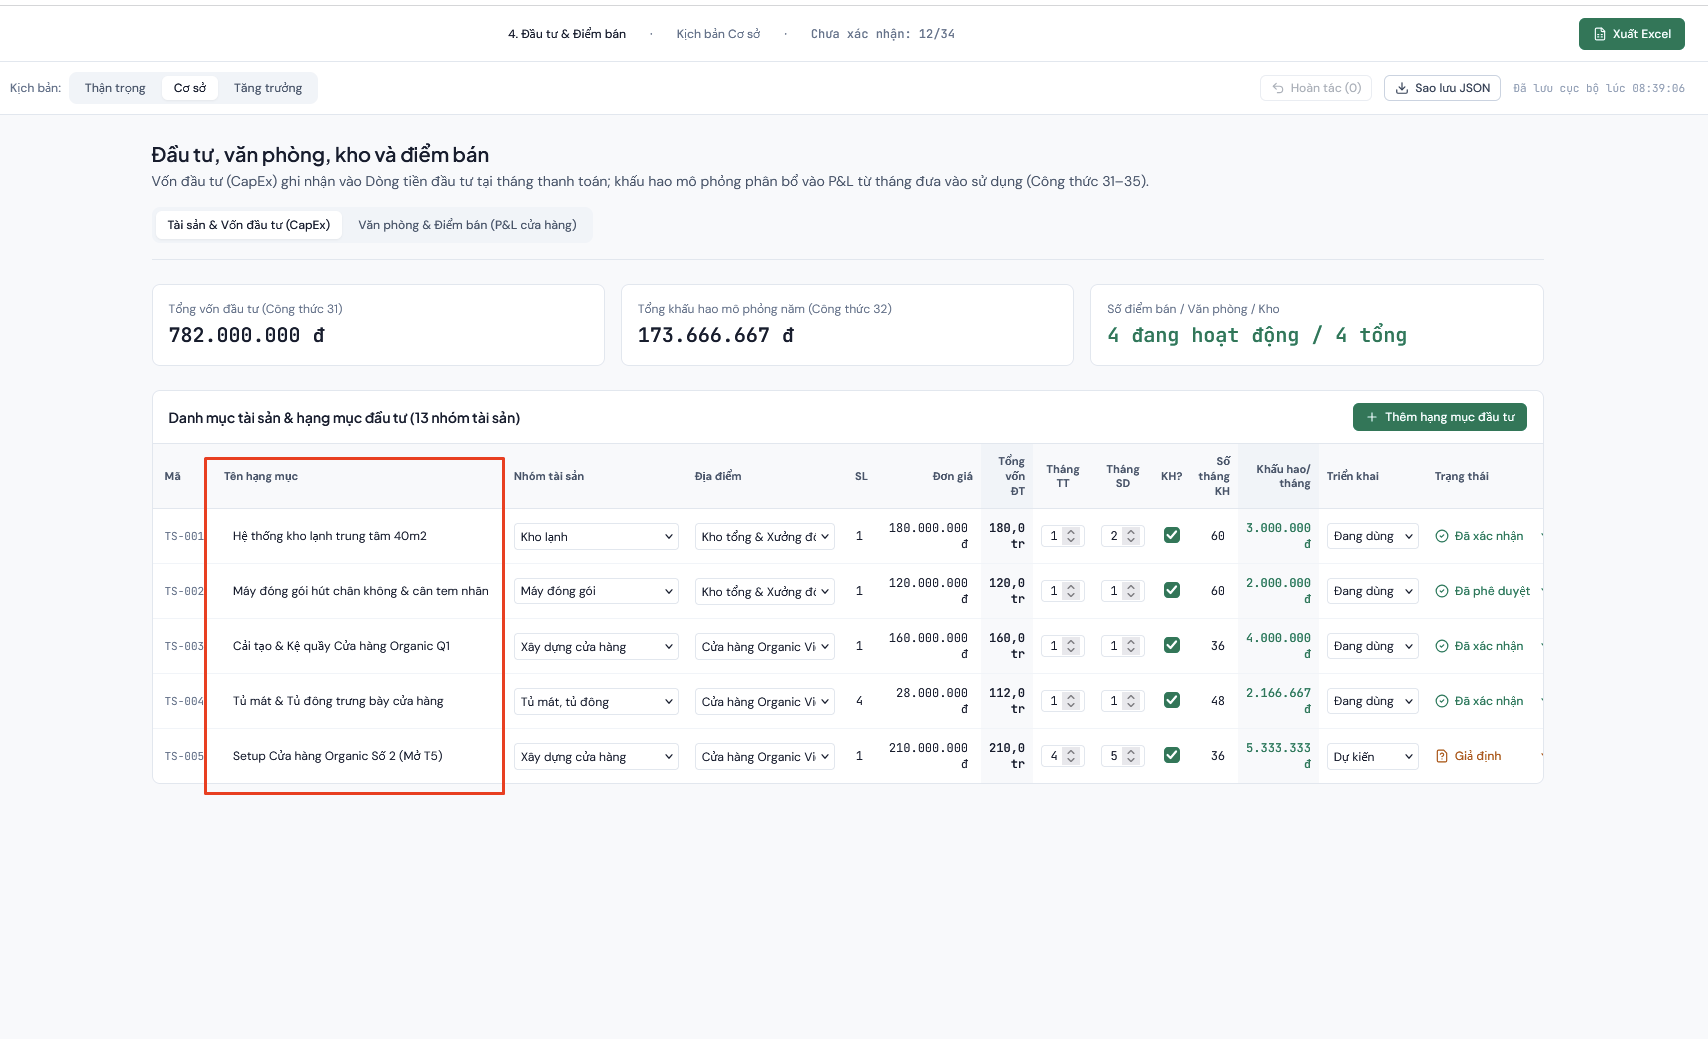 4. Đầu tư & Điểm bán · Kịch bản Cơ sở · Chưa xác nhận: 12/34
Xuất Excel
Kịch bản: Thận trọng Cơ sở Tăng trưởng
Hoàn tác (0) Sao lưu JSON Đã lưu cục bộ lúc 08:39:06
Đầu tư, văn phòng, kho và điểm bán
Vốn đầu tư (CapEx) ghi nhận vào Dòng tiền đầu tư tại tháng thanh toán; khấu hao mô phỏng phân bổ vào P&L từ tháng đưa vào sử dụng (Công thức 31–35).
Tài sản & Vốn đầu tư (CapEx) Văn phòng & Điểm bán (P&L cửa hàng)
Tổng vốn đầu tư (Công thức 31)
782.000.000 đ
Tổng khấu hao mô phỏng năm (Công thức 32)
173.666.667 đ
Số điểm bán / Văn phòng / Kho
4 đang hoạt động / 4 tổng
Danh mục tài sản & hạng mục đầu tư (13 nhóm tài sản)
+ Thêm hạng mục đầu tư
Mã Tên hạng mục Nhóm tài sản Địa điểm SL Đơn giá Tổng vốn ĐT Tháng TT Tháng SD KH? Số tháng KH Khấu hao/ tháng Triển khai Trạng thái
TS-001 Hệ thống kho lạnh trung tâm 40m2 Kho lạnh Kho tổng & Xưởng 1 180.000.000 đ 180,0 tr 1 2 60 3.000.000 đ Đang dùng Đã xác nhận
TS-002 Máy đóng gói hút chân không & cân tem nhãn Máy đóng gói Kho tổng & Xưởng 1 120.000.000 đ 120,0 tr 1 1 60 2.000.000 đ Đang dùng Đã phê duyệt
TS-003 Cải tạo & Kệ quầy Cửa hàng Organic Q1 Xây dựng cửa hàng Cửa hàng Organic 1 160.000.000 đ 160,0 tr 1 1 36 4.000.000 đ Đang dùng Đã xác nhận
TS-004 Tủ mát & Tủ đông trưng bày cửa hàng Tủ mát, tủ đông Cửa hàng Organic 4 28.000.000 đ 112,0 tr 1 1 48 2.166.667 đ Đang dùng Đã xác nhận
TS-005 Setup Cửa hàng Organic Số 2 (Mở T5) Xây dựng cửa hàng Cửa hàng Organic 1 210.000.000 đ 210,0 tr 4 5 36 5.333.333 đ Dự kiến Giả định